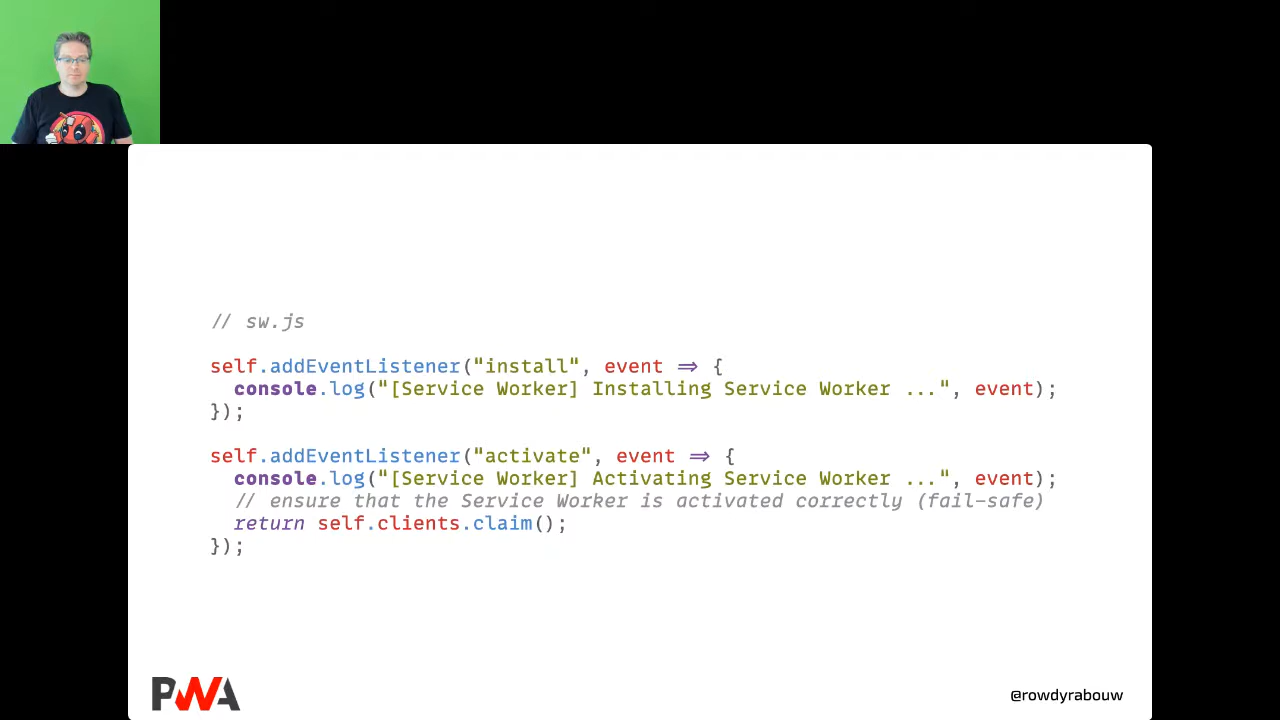 // sw.js
self.addEventListener("install", event => {
console.log("[Service Worker] Installing Service Worker ...", event);
});
self.addEventListener("activate", event => {
console.log("[Service Worker] Activating Service Worker ...", event);
// ensure that the Service Worker is activated correctly (fail-safe)
return self.clients.claim();
});
PWA
@rowdyrabouw